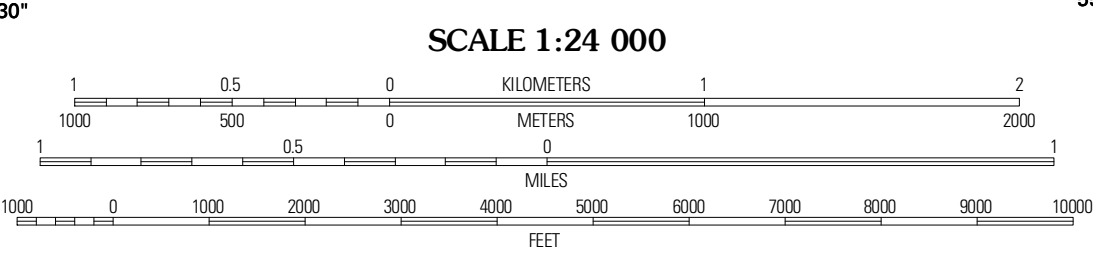 30"
SCALE 1:24 000
1 0.5 0 KILOMETERS 1 2
1000 500 0 METERS 1000 2000
1 0.5 0 1
MILES
1000 0 1000 2000 3000 4000 5000 6000 7000 8000 9000 10000
FEET